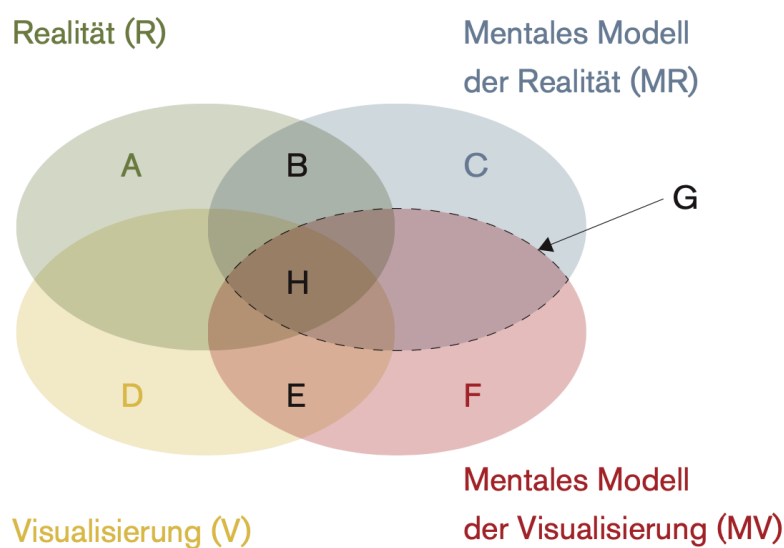 Realität (R)
Mentales Modell
der Realität (MR)
A
B
C
G
H
D
E
F
Visualisierung (V)
Mentales Modell
der Visualisierung (MV)